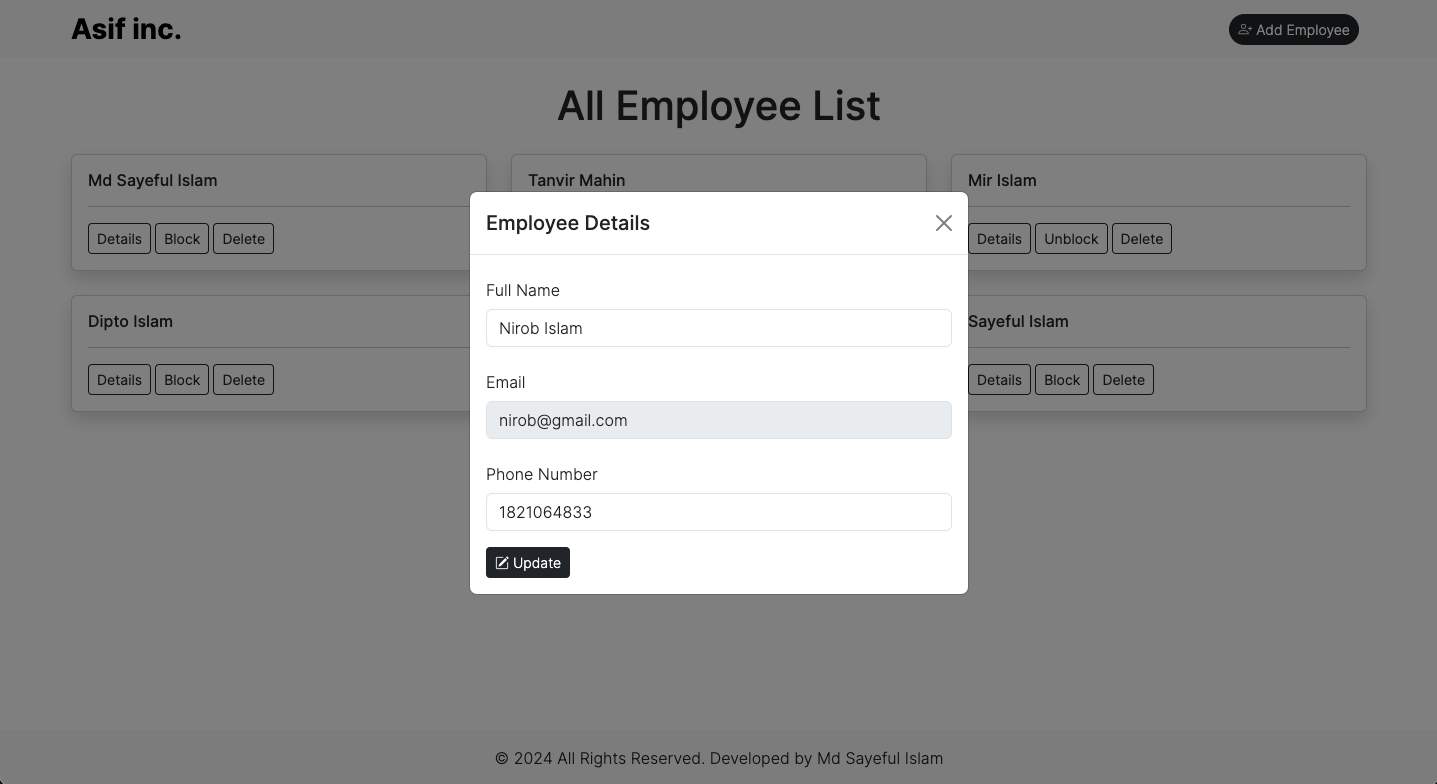 Asif inc.
Add Employee
All Employee List
Md Sayeful Islam
Tanvir Mahin
Mir Islam
Details Block Delete
Details Unblock Delete
Dipto Islam
Sayeful Islam
Details Block Delete
Details Block Delete
Employee Details
Full Name
Nirob Islam
Email
nirob@gmail.com
Phone Number
1821064833
Update
© 2024 All Rights Reserved. Developed by Md Sayeful Islam